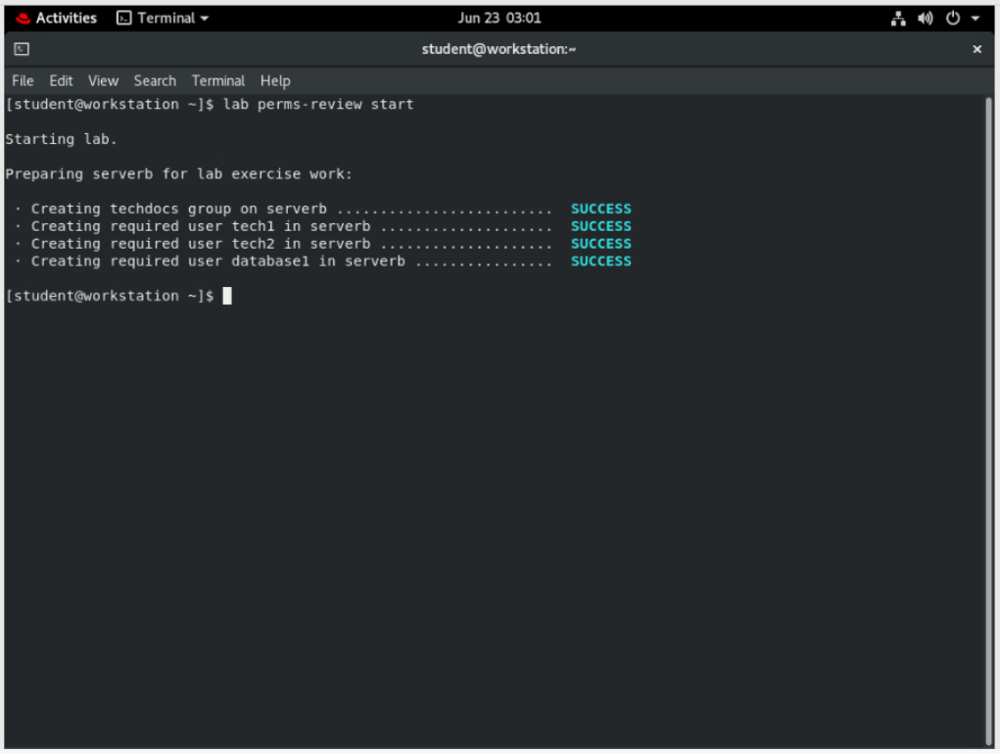 Activities Terminal Jun 23 03:01
student@workstation:~
File Edit View Search Terminal Help
[student@workstation ~]$ lab perms-review start
Starting lab.
Preparing serverb for lab exercise work:
· Creating techdocs group on serverb ......................... SUCCESS
· Creating required user tech1 in serverb .................... SUCCESS
· Creating required user tech2 in serverb .................... SUCCESS
· Creating required user database1 in serverb ................ SUCCESS
[student@workstation ~]$